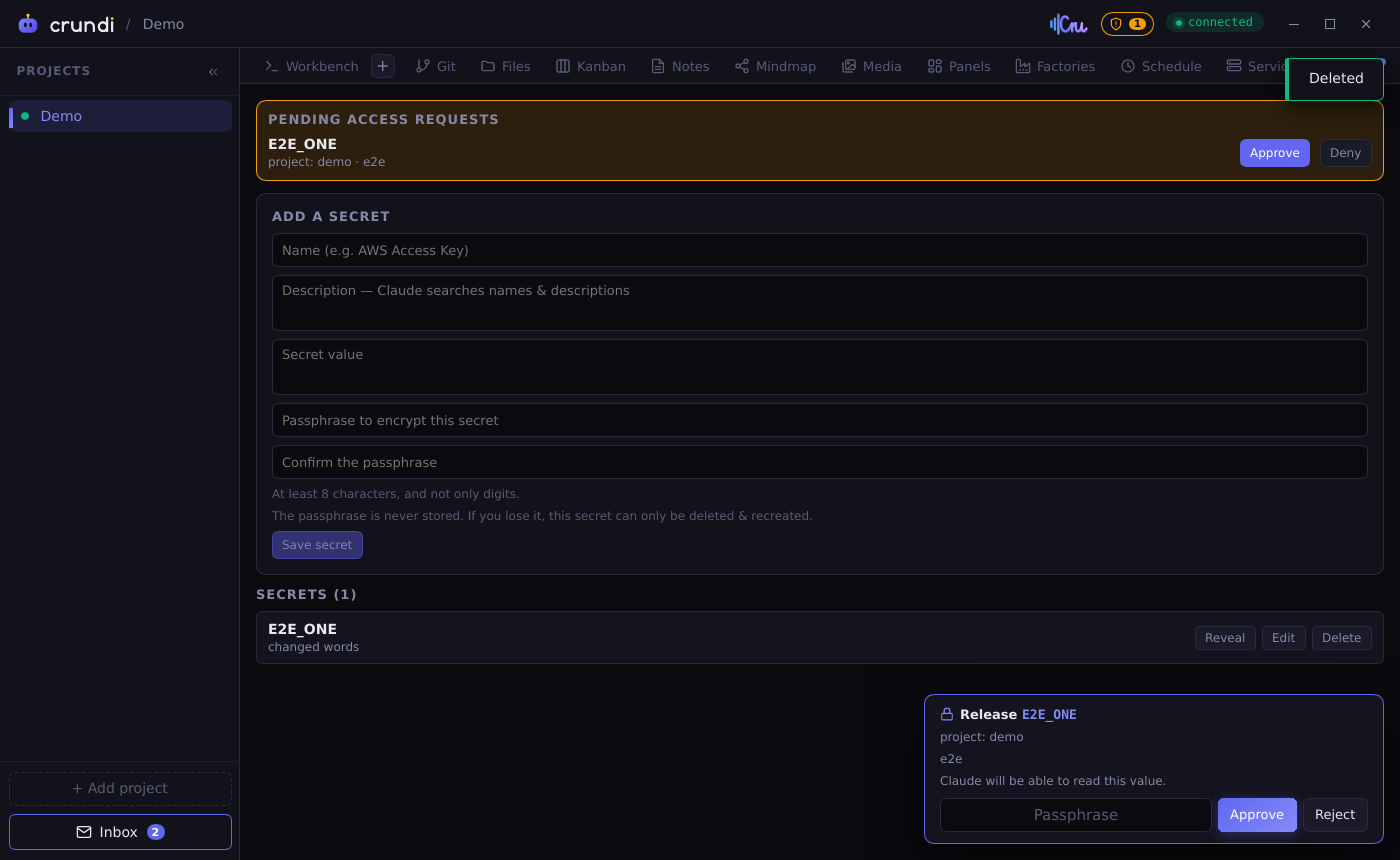 crundi / Demo
Cru
1
connected
PROJECTS
«
Workbench
+
Git
Files
Kanban
Notes
Mindmap
Media
Panels
Factories
Schedule
Deleted
Demo
PENDING ACCESS REQUESTS
E2E_ONE
project: demo · e2e
Approve
Deny
ADD A SECRET
Name (e.g. AWS Access Key)
Description — Claude searches names & descriptions
Secret value
Passphrase to encrypt this secret
Confirm the passphrase
At least 8 characters, and not only digits.
The passphrase is never stored. If you lose it, this secret can only be deleted & recreated.
Save secret
SECRETS (1)
E2E_ONE
changed words
Reveal
Edit
Delete
Release E2E_ONE
project: demo
e2e
Claude will be able to read this value.
Passphrase
Approve
Reject
+ Add project
Inbox 2